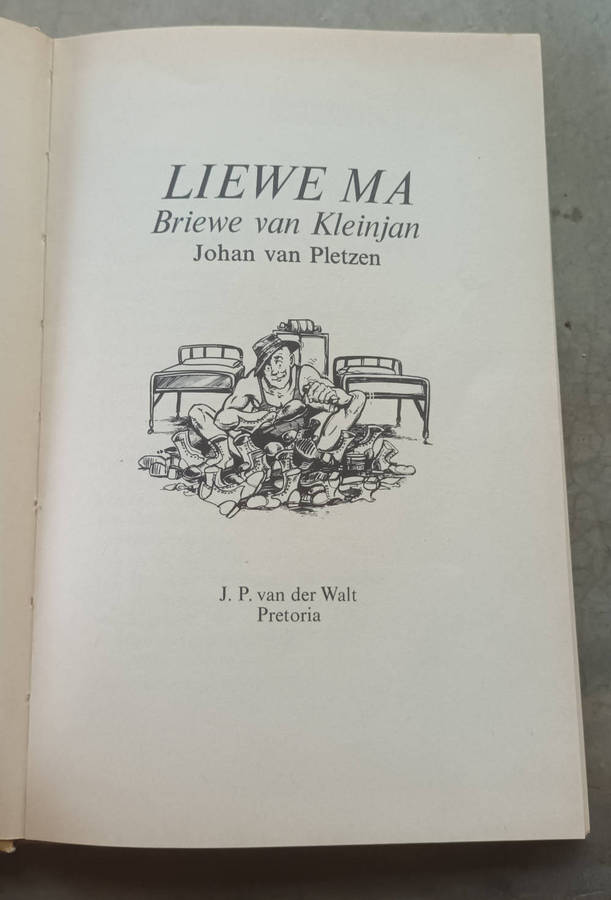 LIEWE MA
Briewe van Kleinjan
Johan van Pletzen
J. P. van der Walt
Pretoria